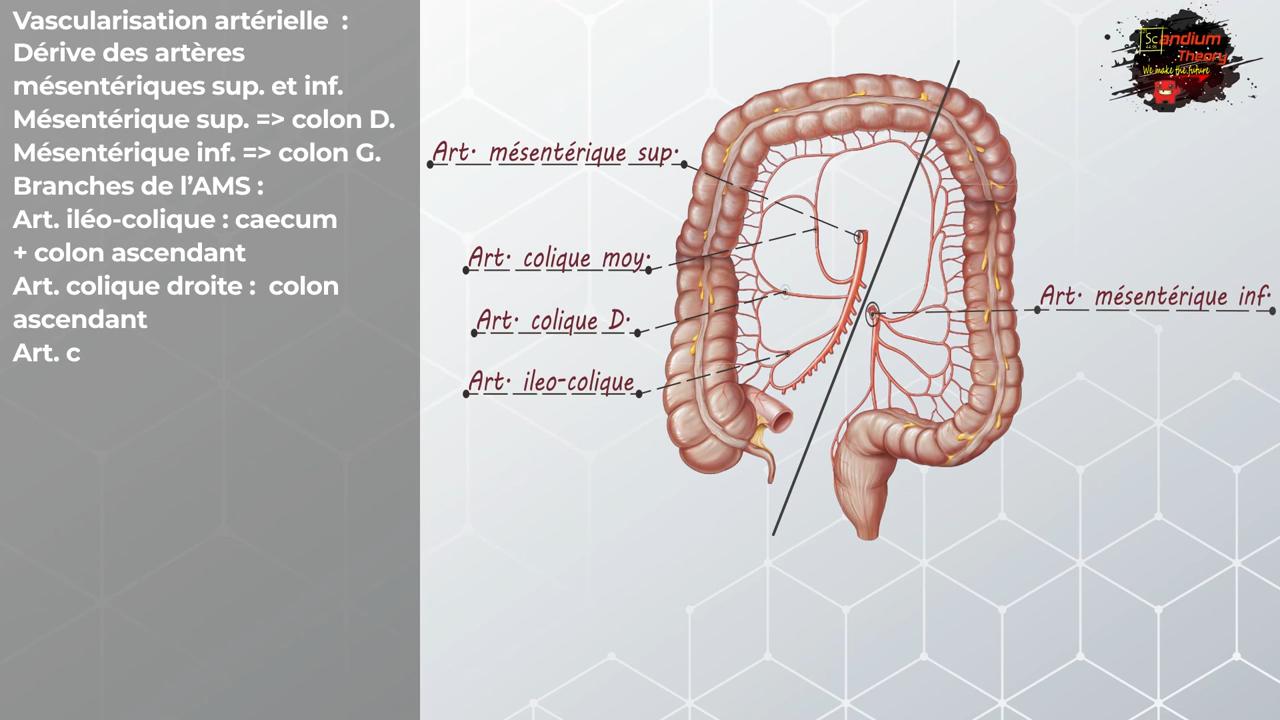 Vascularisation artérielle  :
Dérive des artères
mésentériques sup. et inf.
Mésentérique sup. => colon D.
Mésentérique inf. => colon G.
Branches de l’AMS :
Art. iléo-colique : caecum
+ colon ascendant
Art. colique droite :  colon
ascendant
Art. c
Art. mésentérique sup.
Art. colique moy.
Art. colique D.
Art. ileo-colique
Art. mésentérique inf.
Sc andium
Theory
We make the future